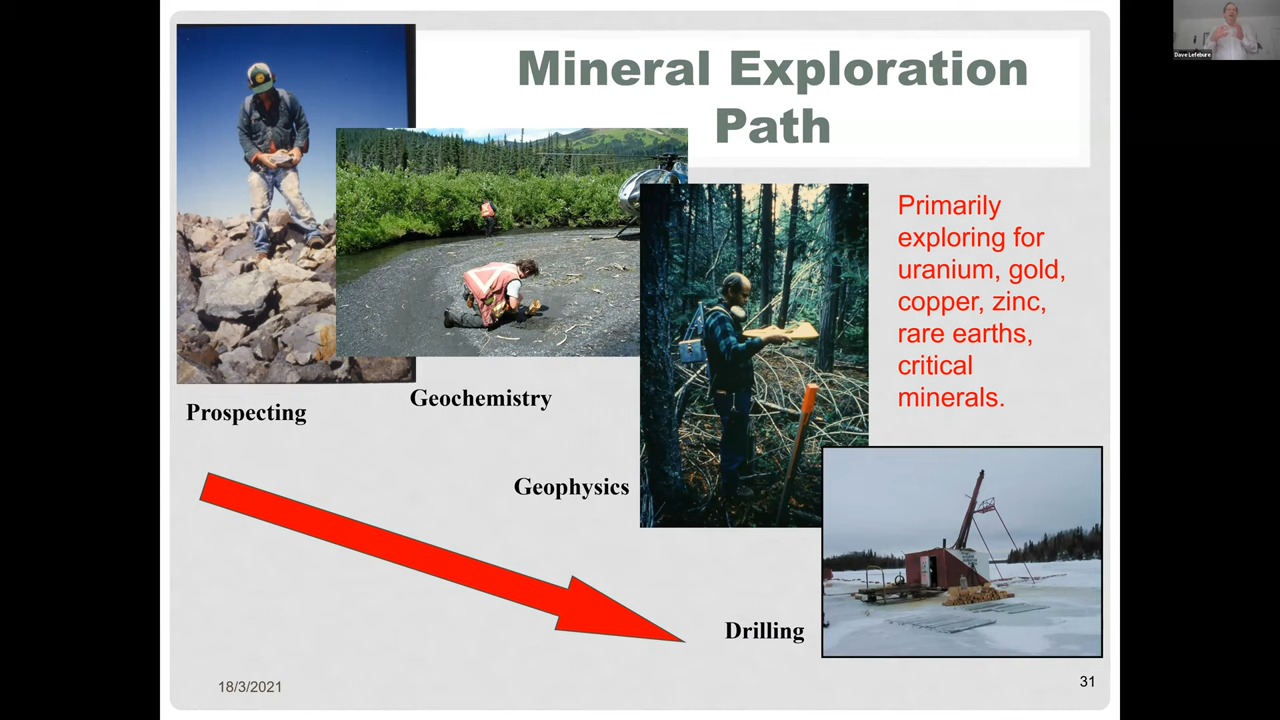 Mineral Exploration
Path
Primarily
exploring for
uranium, gold,
copper, zinc,
rare earths,
critical
minerals.
Prospecting
Geochemistry
Geophysics
Drilling
18/3/2021
31
Dave Lefebure